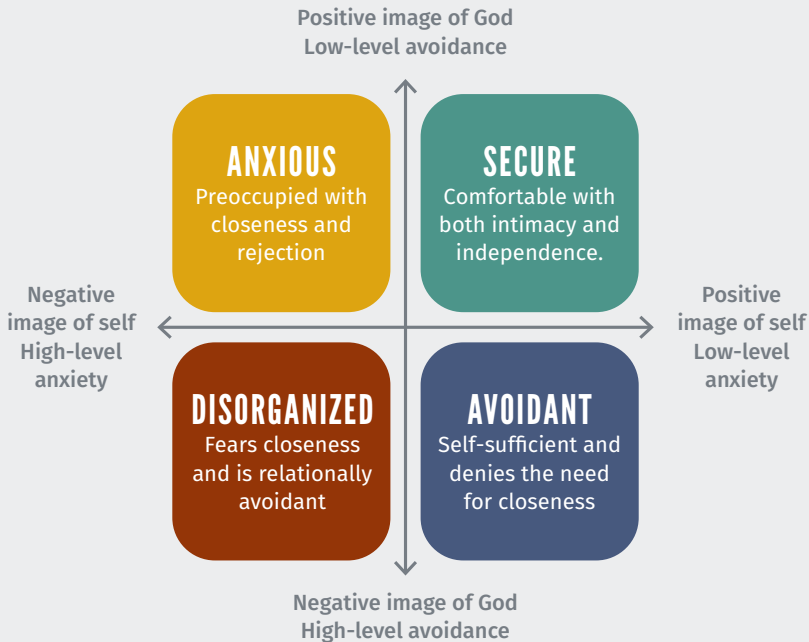 Positive image of God
Low-level avoidance
ANXIOUS
Preoccupied with
closeness and
rejection
SECURE
Comfortable with
both intimacy and
independence.
Negative
image of self
High-level
anxiety
Positive
image of self
Low-level
anxiety
DISORGANIZED
Fears closeness
and is relationally
avoidant
AVOIDANT
Self-sufficient and
denies the need
for closeness
Negative image of God
High-level avoidance